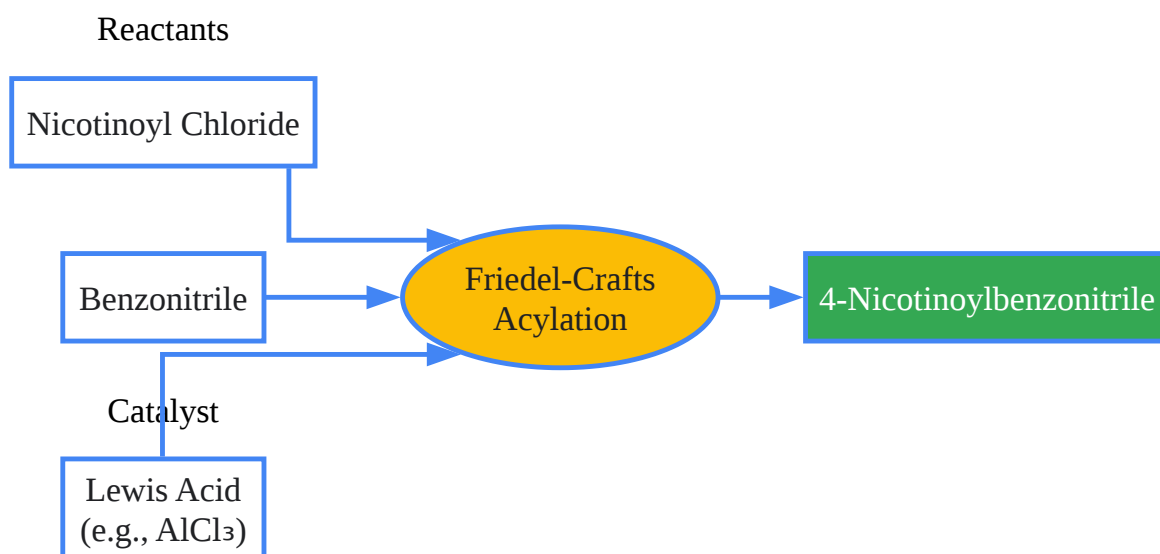 Reactants
Nicotinoyl Chloride
Benzonitrile
Friedel-Crafts
Acylation
4-Nicotinoylbenzonitrile
Catalyst
Lewis Acid
(e.g., AlCl₃)